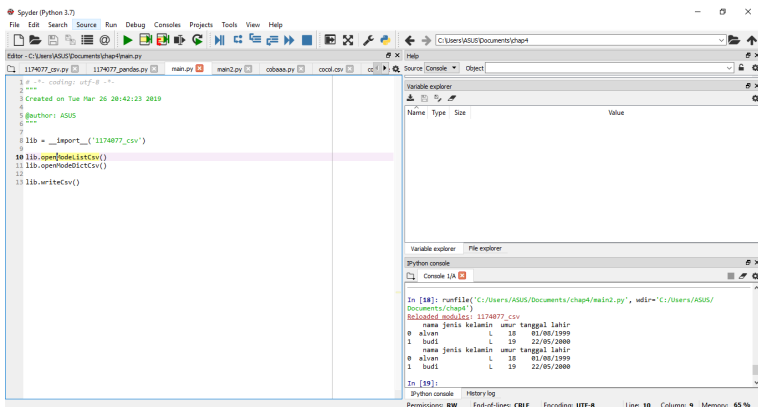 Spyder (Python 3.7)
File Edit Search Source Run Debug Consoles Projects Tools View Help
C:\Users\ASUS\Documents\chap4
Editor - C:\Users\ASUS\Documents\chap4\main.py
1174077_csv.py 1174077_pandas.py main.py main2.py cobaaa.py cocol.csv
1 # -*- coding: utf-8 -*-
2 """
3 Created on Tue Mar 26 20:42:23 2019
4
5 @author: ASUS
6 """
7
8 lib = __import__('1174077_csv')
9
10 lib.openModeListCsv()
11 lib.openModeDictCsv()
12
13 lib.writeCsv()
Help
Source Console Object
Variable explorer
Name Type Size Value
Variable explorer File explorer
IPython console
Console 1/A
In [18]: runfile('C:/Users/ASUS/Documents/chap4/main2.py', wdir='C:/Users/ASUS/
Documents/chap4')
Reloaded modules: 1174077_csv
nama jenis kelamin umur tanggal lahir
0 alvan L 18 01/08/1999
1 budi L 19 22/05/2000
nama jenis kelamin umur tanggal lahir
0 alvan L 18 01/08/1999
1 budi L 19 22/05/2000
In [19]:
IPython console History log
Permissions: RW End-of-lines: CRLF Encoding: UTF-8 Line: 10 Column: 9 Memory: 65 %